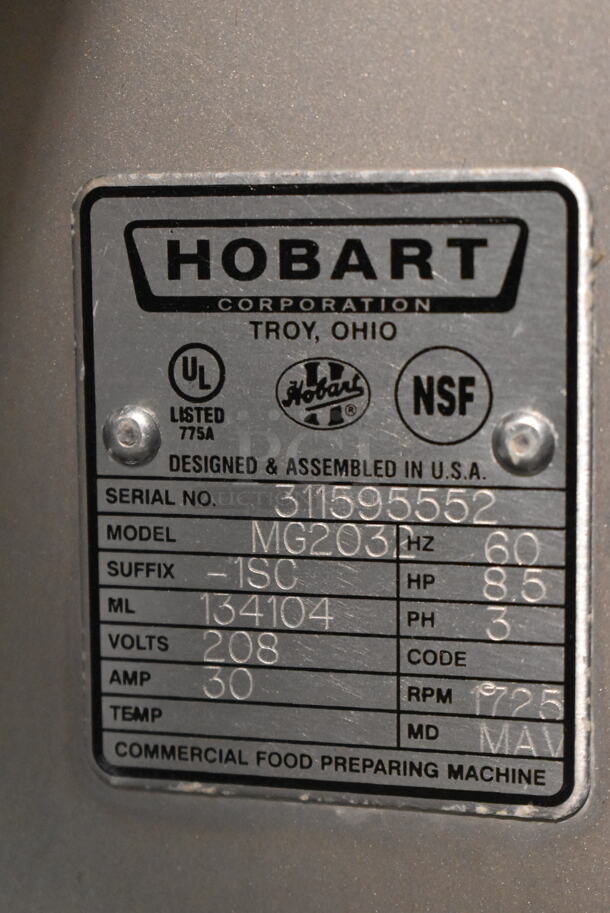 HOBART
CORPORATION
TROY, OHIO
UL
LISTED
775A
Hobart
®
NSF
DESIGNED & ASSEMBLED IN U.S.A.
SERIAL NO. 311595552
MODEL MG2032 HZ 60
SUFFIX -1SC HP 8.5
ML 134104 PH 3
VOLTS 208 CODE
AMP 30 RPM 1725
TEMP MD MAV
COMMERCIAL FOOD PREPARING MACHINE